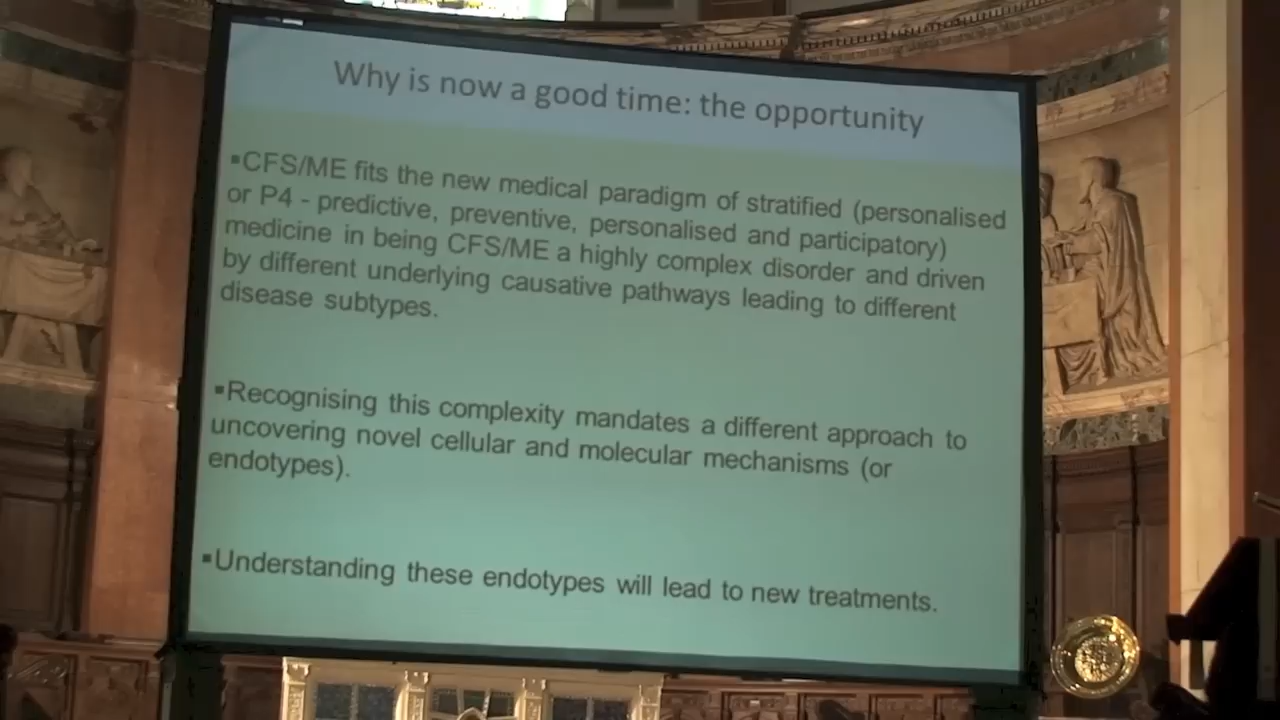 Why is now a good time: the opportunity
▪CFS/ME fits the new medical paradigm of stratified (personalised
or P4 - predictive, preventive, personalised and participatory)
medicine in being CFS/ME a highly complex disorder and driven
by different underlying causative pathways leading to different
disease subtypes.
▪Recognising this complexity mandates a different approach to
uncovering novel cellular and molecular mechanisms (or
endotypes).
▪Understanding these endotypes will lead to new treatments.